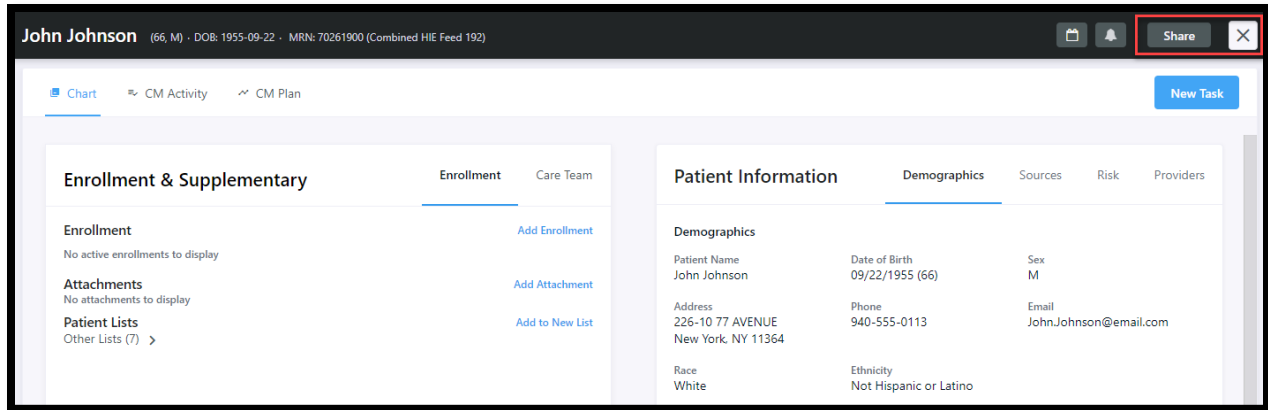 John Johnson (66, M) · DOB: 1955-09-22 · MRN: 70261900 (Combined HIE Feed 192) Share
Chart CM Activity CM Plan New Task
Enrollment & Supplementary Enrollment Care Team
Enrollment Add Enrollment
No active enrollments to display
Attachments Add Attachment
No attachments to display
Patient Lists Add to New List
Other Lists (7)
Patient Information Demographics Sources Risk Providers
Demographics
Patient Name Date of Birth Sex
John Johnson 09/22/1955 (66) M
Address Phone Email
226-10 77 AVENUE 940-555-0113 John.Johnson@email.com
New York, NY 11364
Race Ethnicity
White Not Hispanic or Latino